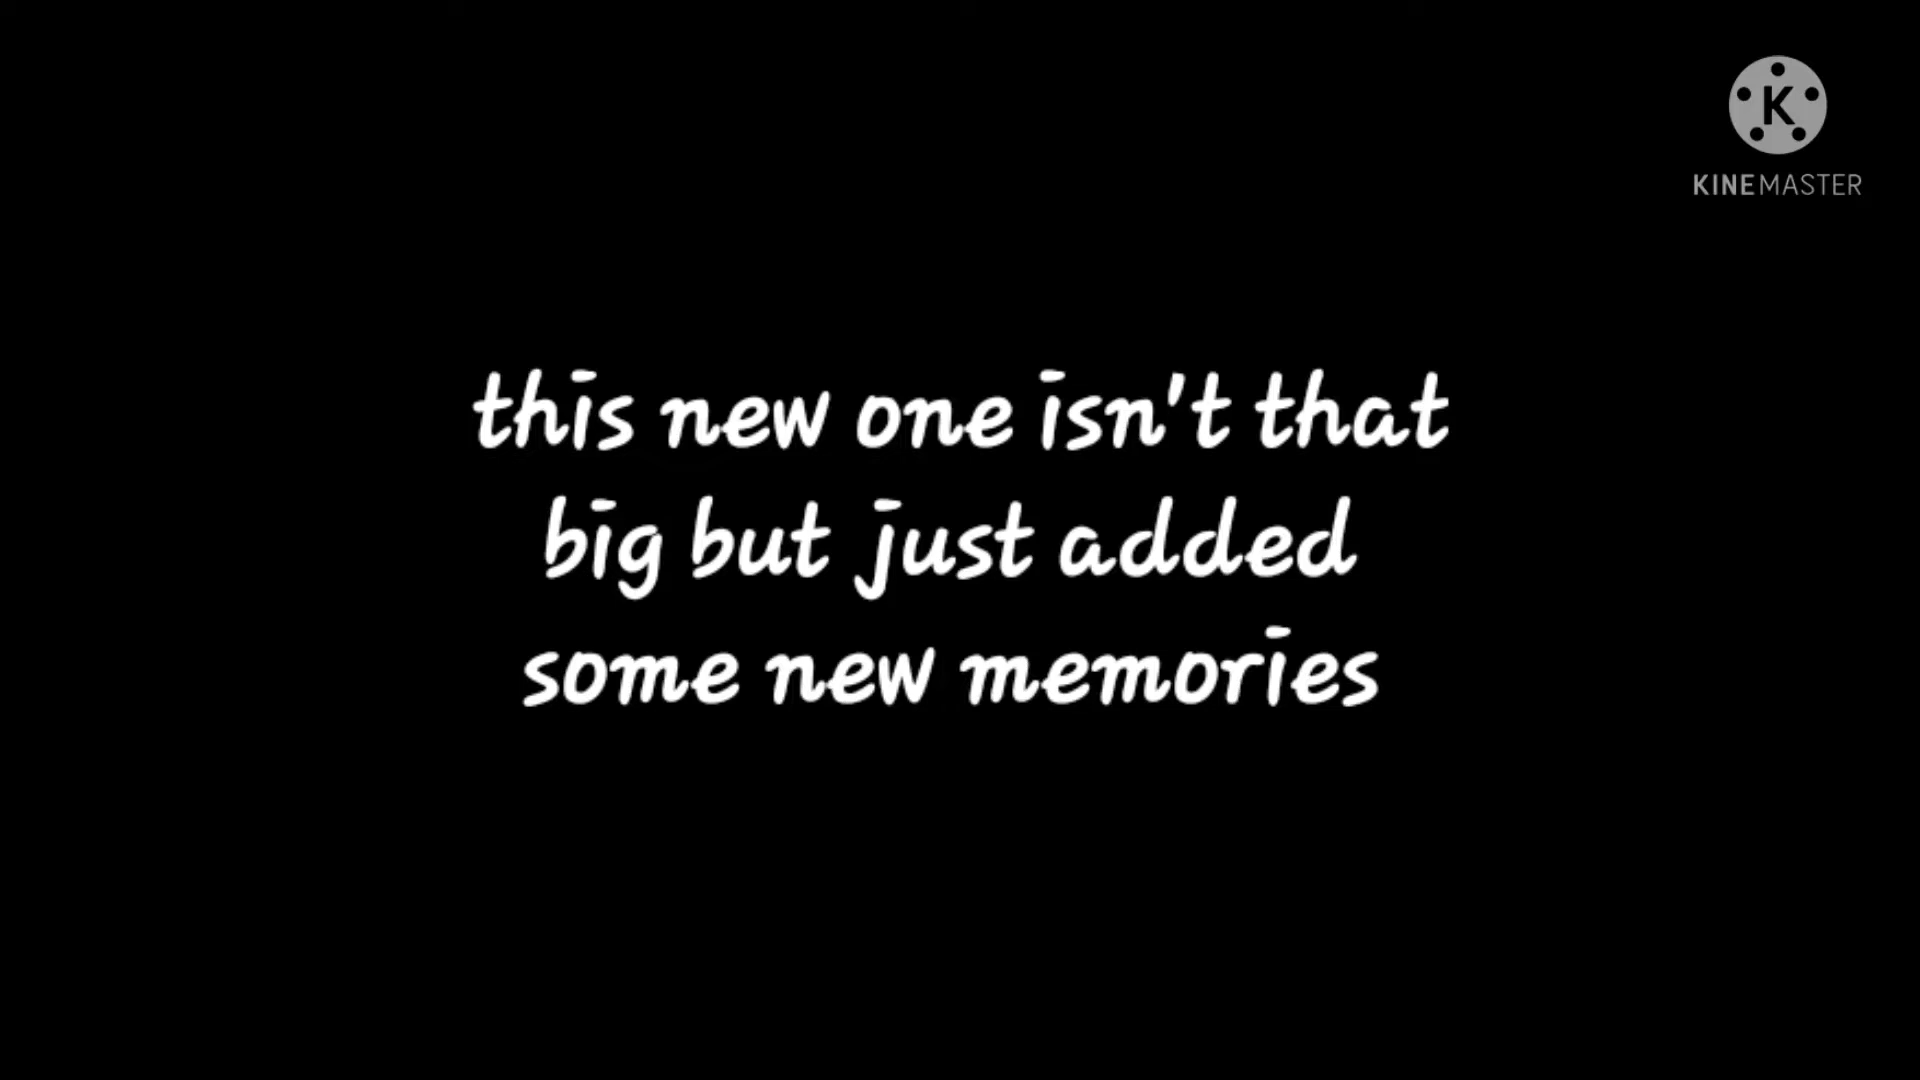 K
KINEMASTER
this new one isn't that
big but just added
some new memories